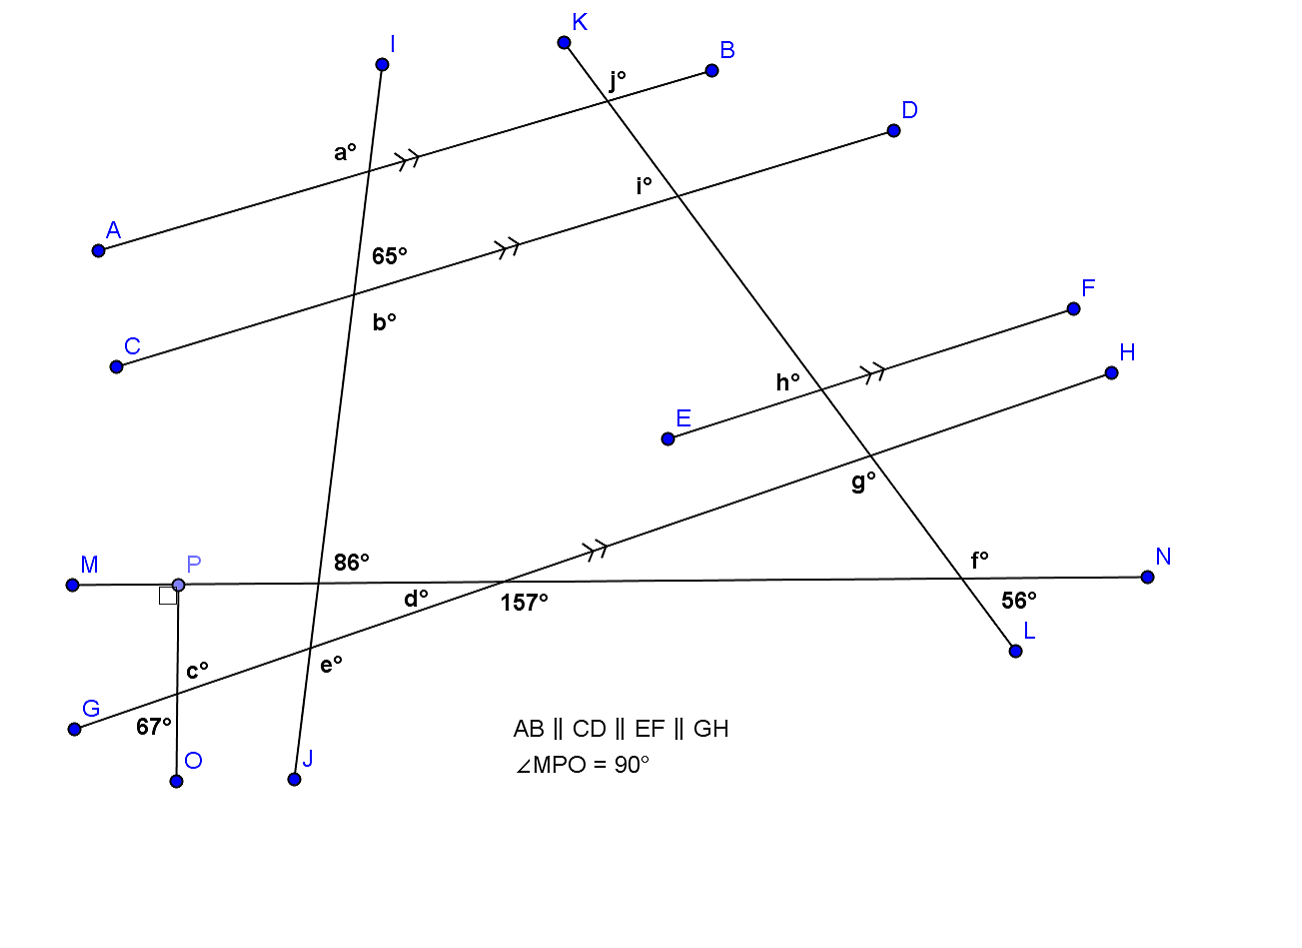 K
I
B
j°
D
a°
i°
A
65°
F
b°
C
H
h°
E
g°
86°
M
P
f°
N
d°
157°
56°
L
e°
c°
G
67°
AB ∥ CD ∥ EF ∥ GH
O
J
∠MPO = 90°